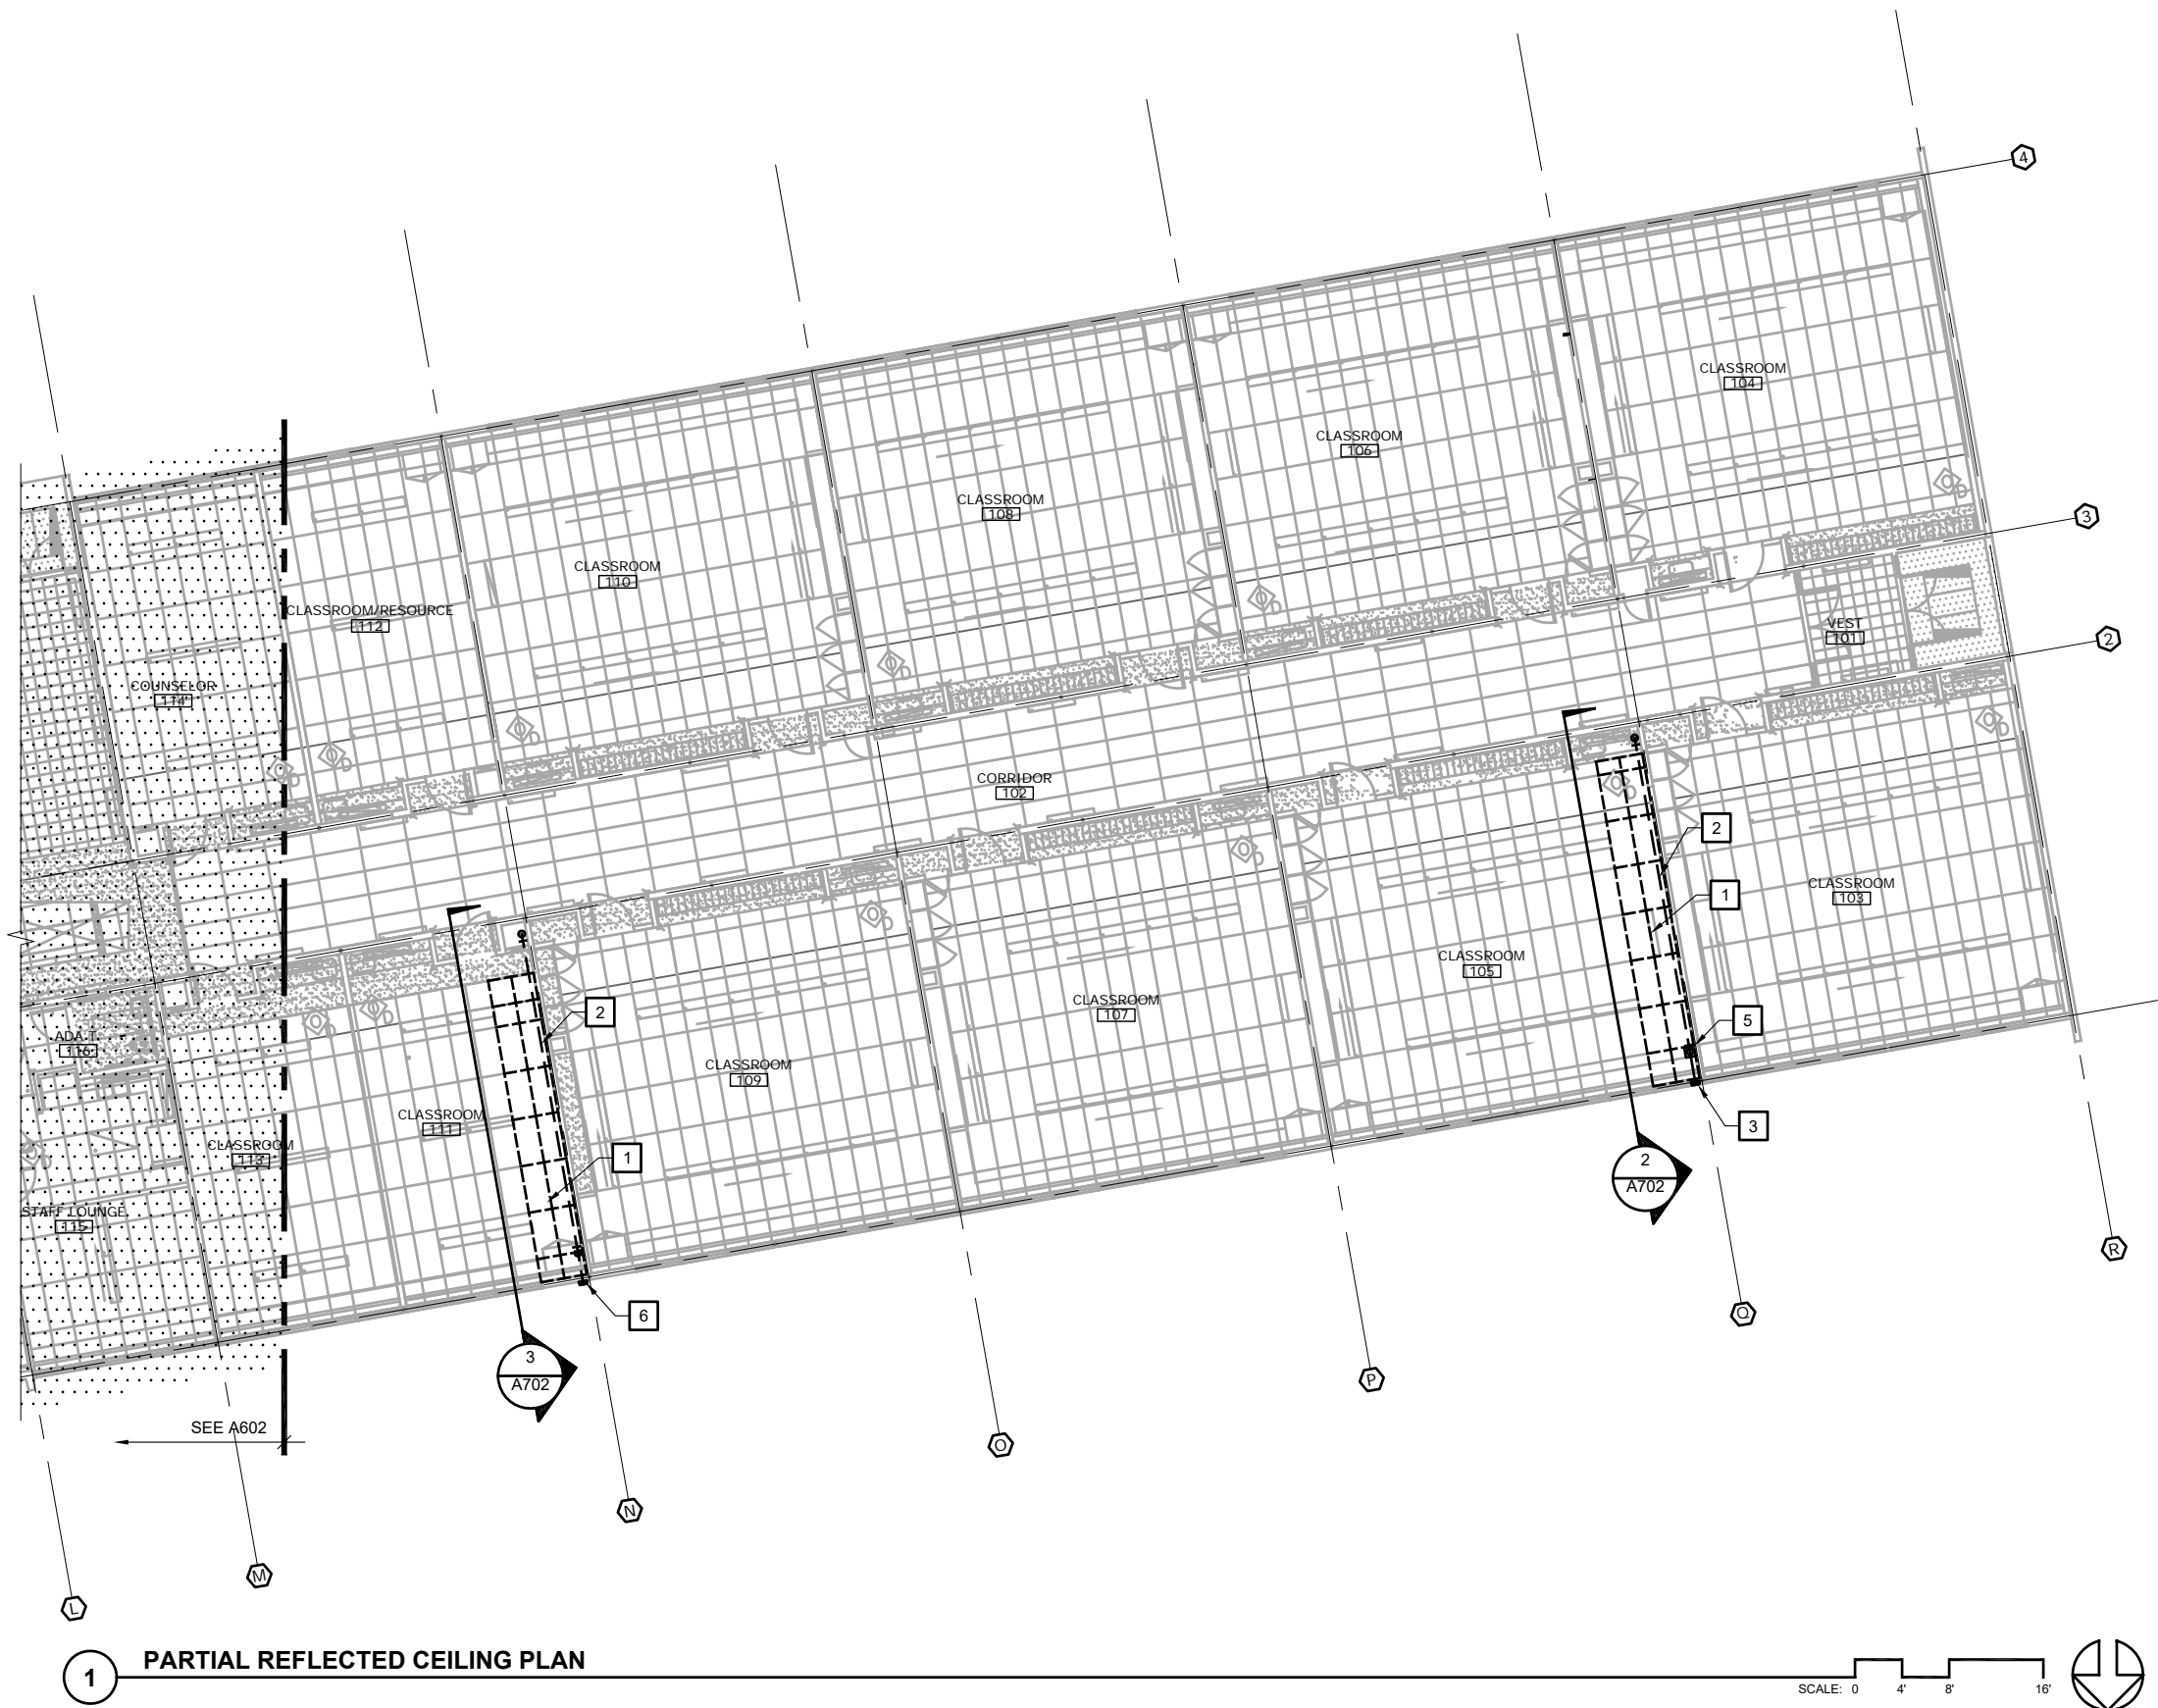 4
CLASSROOM
104
CLASSROOM
106
CLASSROOM
108
3
CLASSROOM
110
CLASSROOM/RESOURCE
112
VEST
101
2
COUNSELOR
114
CORRIDOR
102
2
1
CLASSROOM
103
CLASSROOM
105
CLASSROOM
107
2
5
ADA T.
116
CLASSROOM
109
CLASSROOM
111
3
CLASSROOM
113
1
2
A702
STAFF LOUNGE
115
R
6
Q
3
A702
P
SEE A602
O
N
M
L
1
PARTIAL REFLECTED CEILING PLAN
SCALE: 0 4' 8' 16'